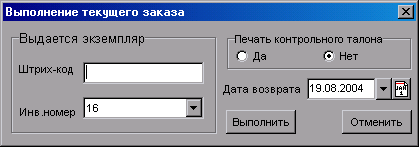 Выполнение текущего заказа
Выдается экземпляр
Штрих-код
Инв.номер 16
Печать контрольного талона
Да Нет
Дата возврата 19.08.2004
Выполнить Отменить